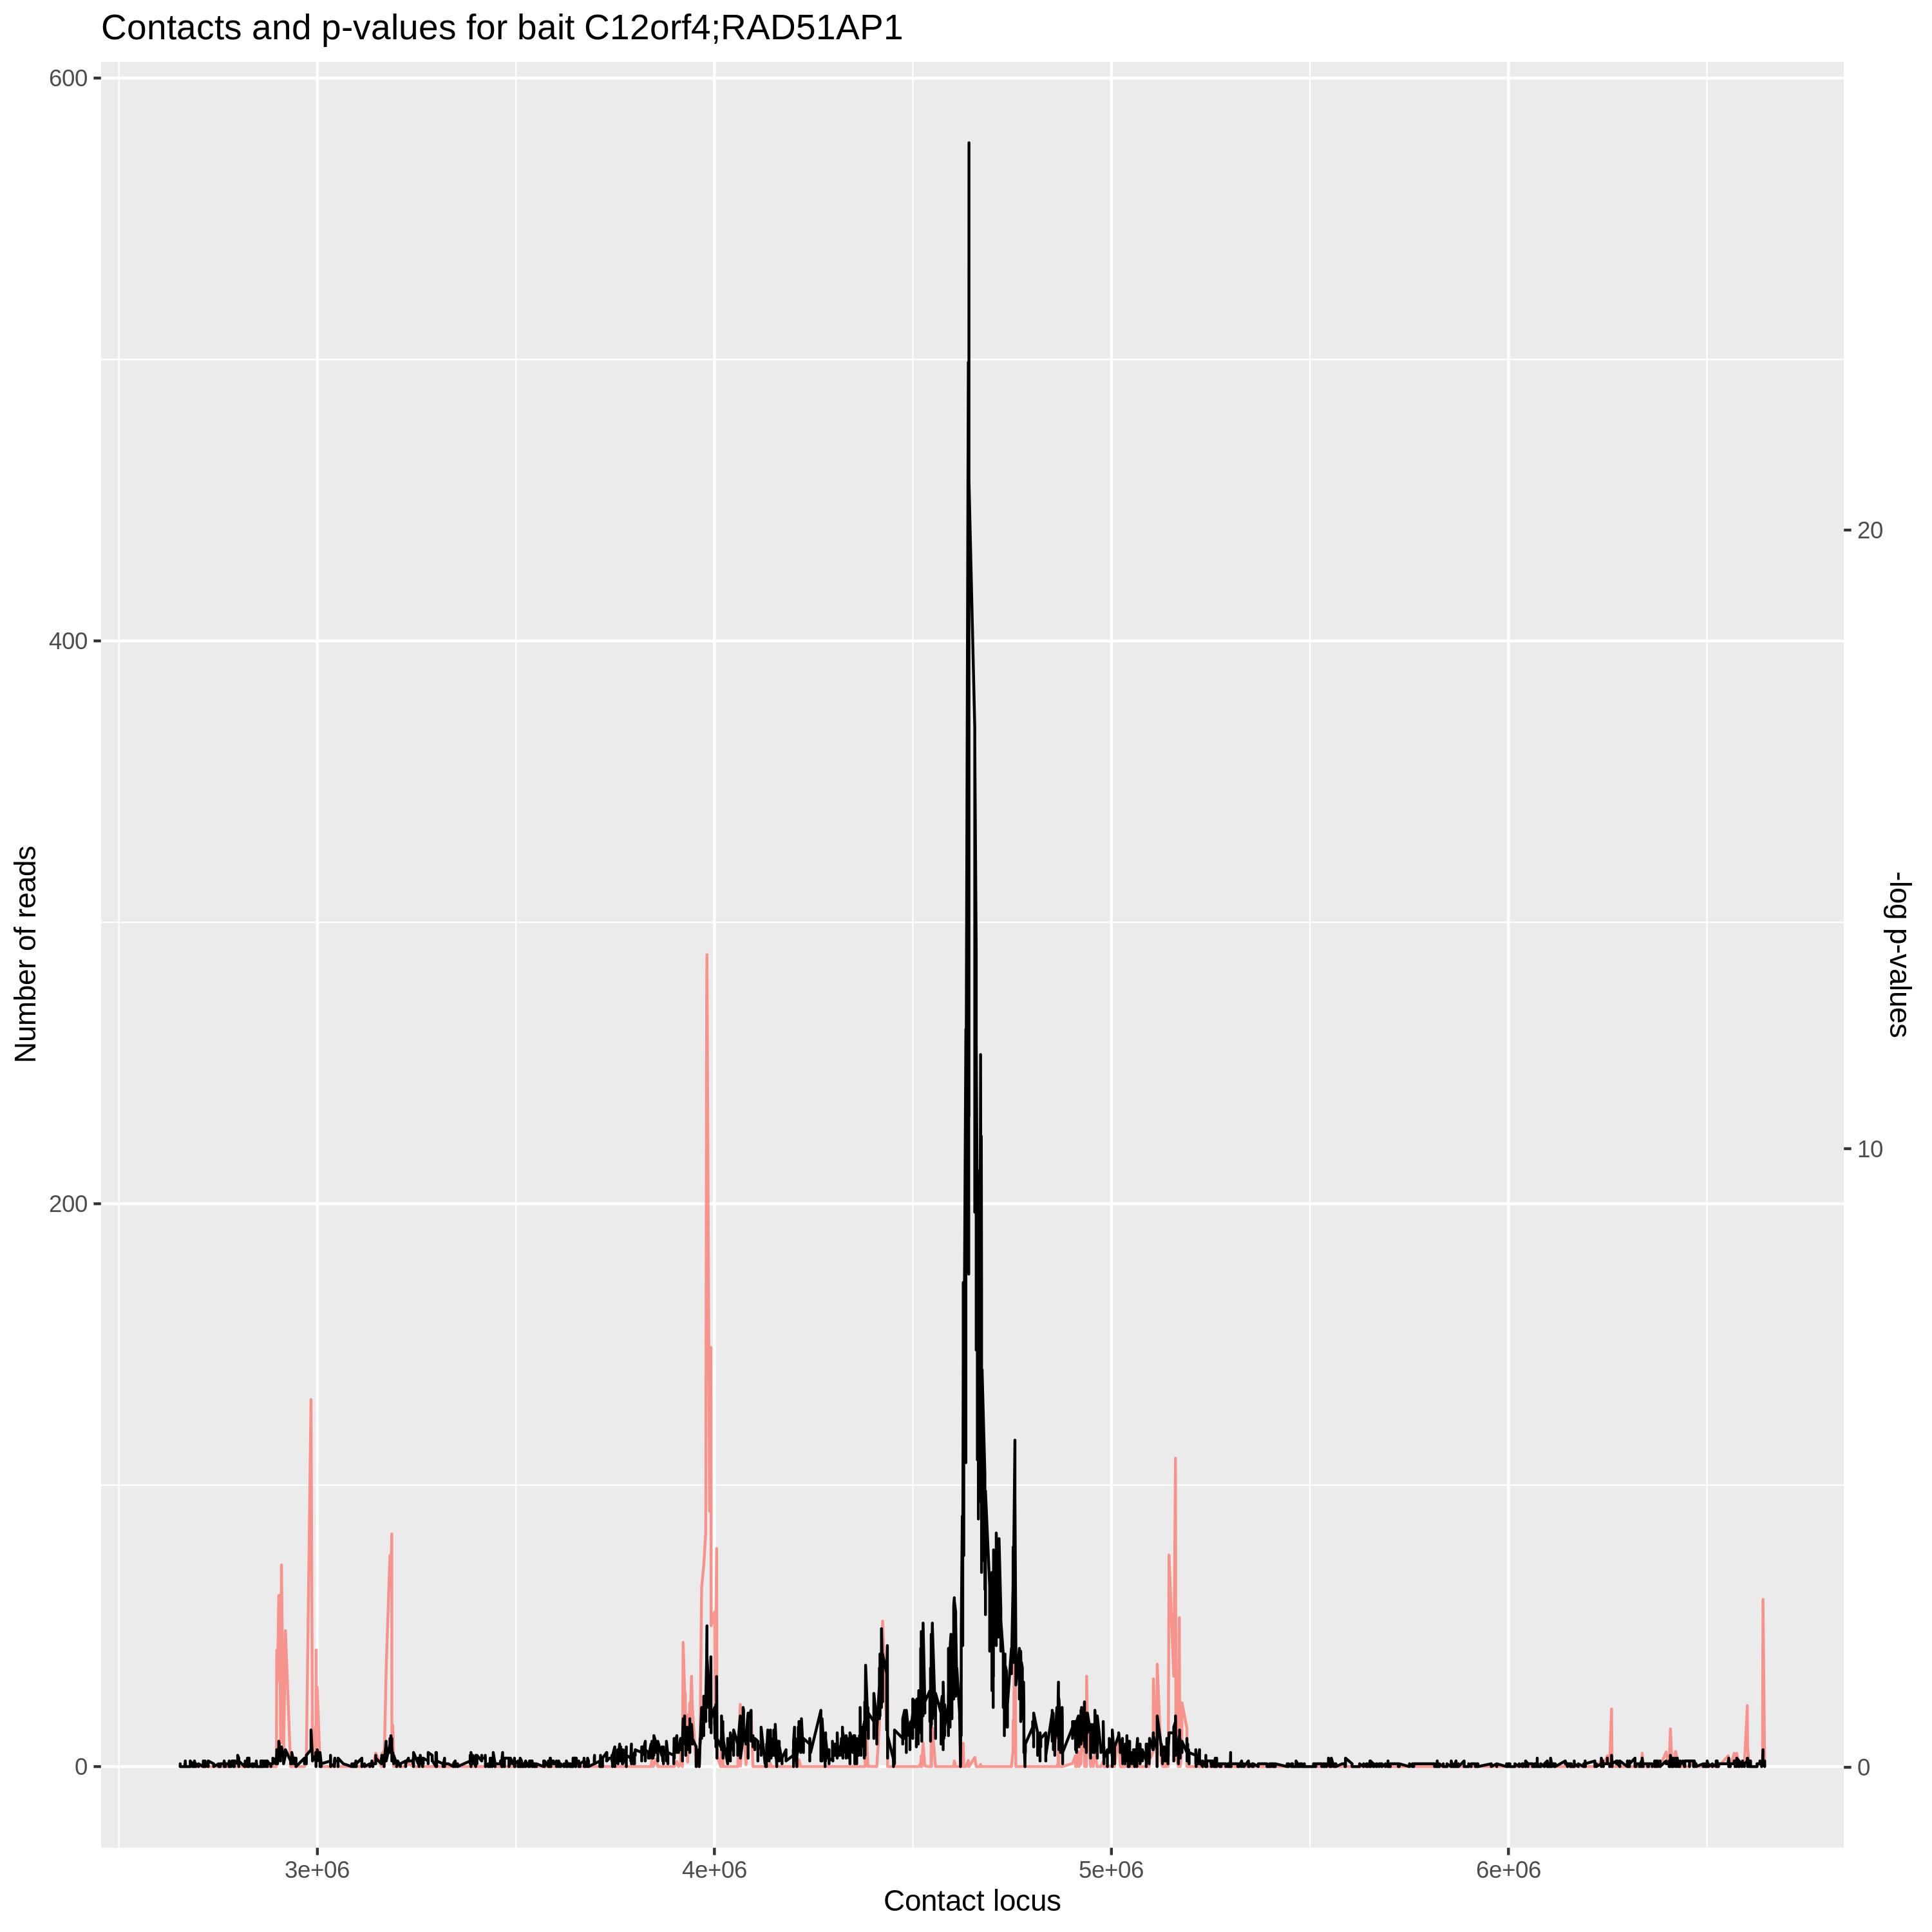 Contacts and p-values for bait C12orf4;RAD51AP1
600
400
200
0
Number of reads
20
10
0
-log p-values
3e+06 4e+06 5e+06 6e+06
Contact locus